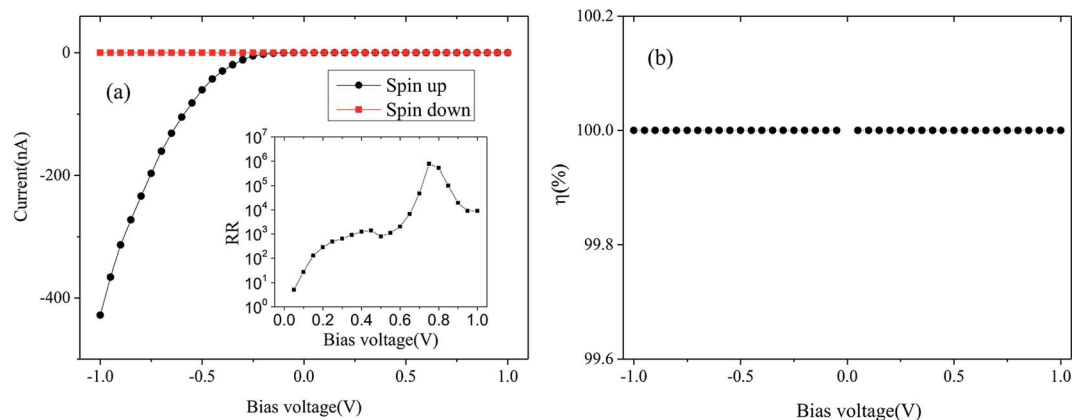 0
-200
-400
Current(nA)
(a)
Spin up
Spin down
10^7
10^6
10^5
10^4
10^3
10^2
10^1
10^0
RR
0.0 0.2 0.4 0.6 0.8 1.0
Bias voltage(V)
-1.0 -0.5 0.0 0.5 1.0
Bias voltage(V)
100.2
100.0
99.8
99.6
η(%)
(b)
-1.0 -0.5 0.0 0.5 1.0
Bias voltage(V)